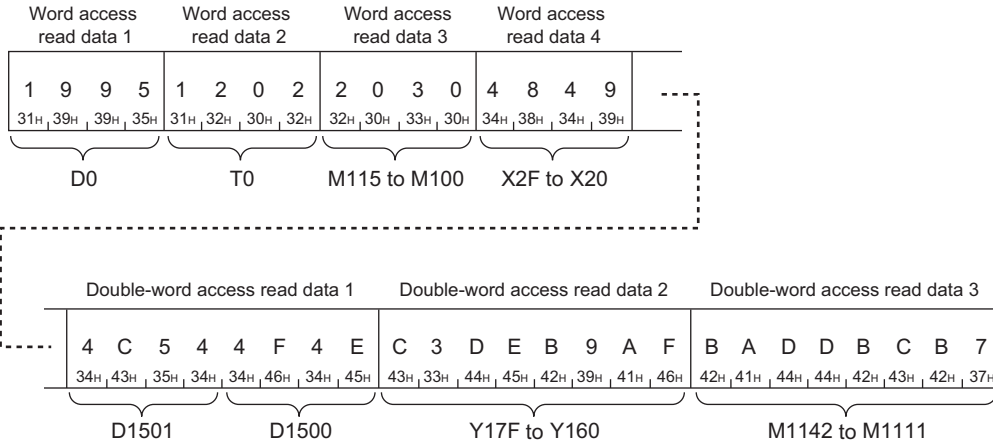 Word access read data 1 Word access read data 2 Word access read data 3 Word access read data 4
1 9 9 5 1 2 0 2 2 0 3 0 4 8 4 9
31H 39H 39H 35H 31H 32H 30H 32H 32H 30H 33H 30H 34H 38H 34H 39H
D0 T0 M115 to M100 X2F to X20
Double-word access read data 1 Double-word access read data 2 Double-word access read data 3
4 C 5 4 4 F 4 E C 3 D E B 9 A F B A D D B C B 7
34H 43H 35H 34H 34H 46H 34H 45H 43H 33H 44H 45H 42H 39H 41H 46H 42H 41H 44H 44H 42H 43H 42H 37H
D1501 D1500 Y17F to Y160 M1142 to M1111